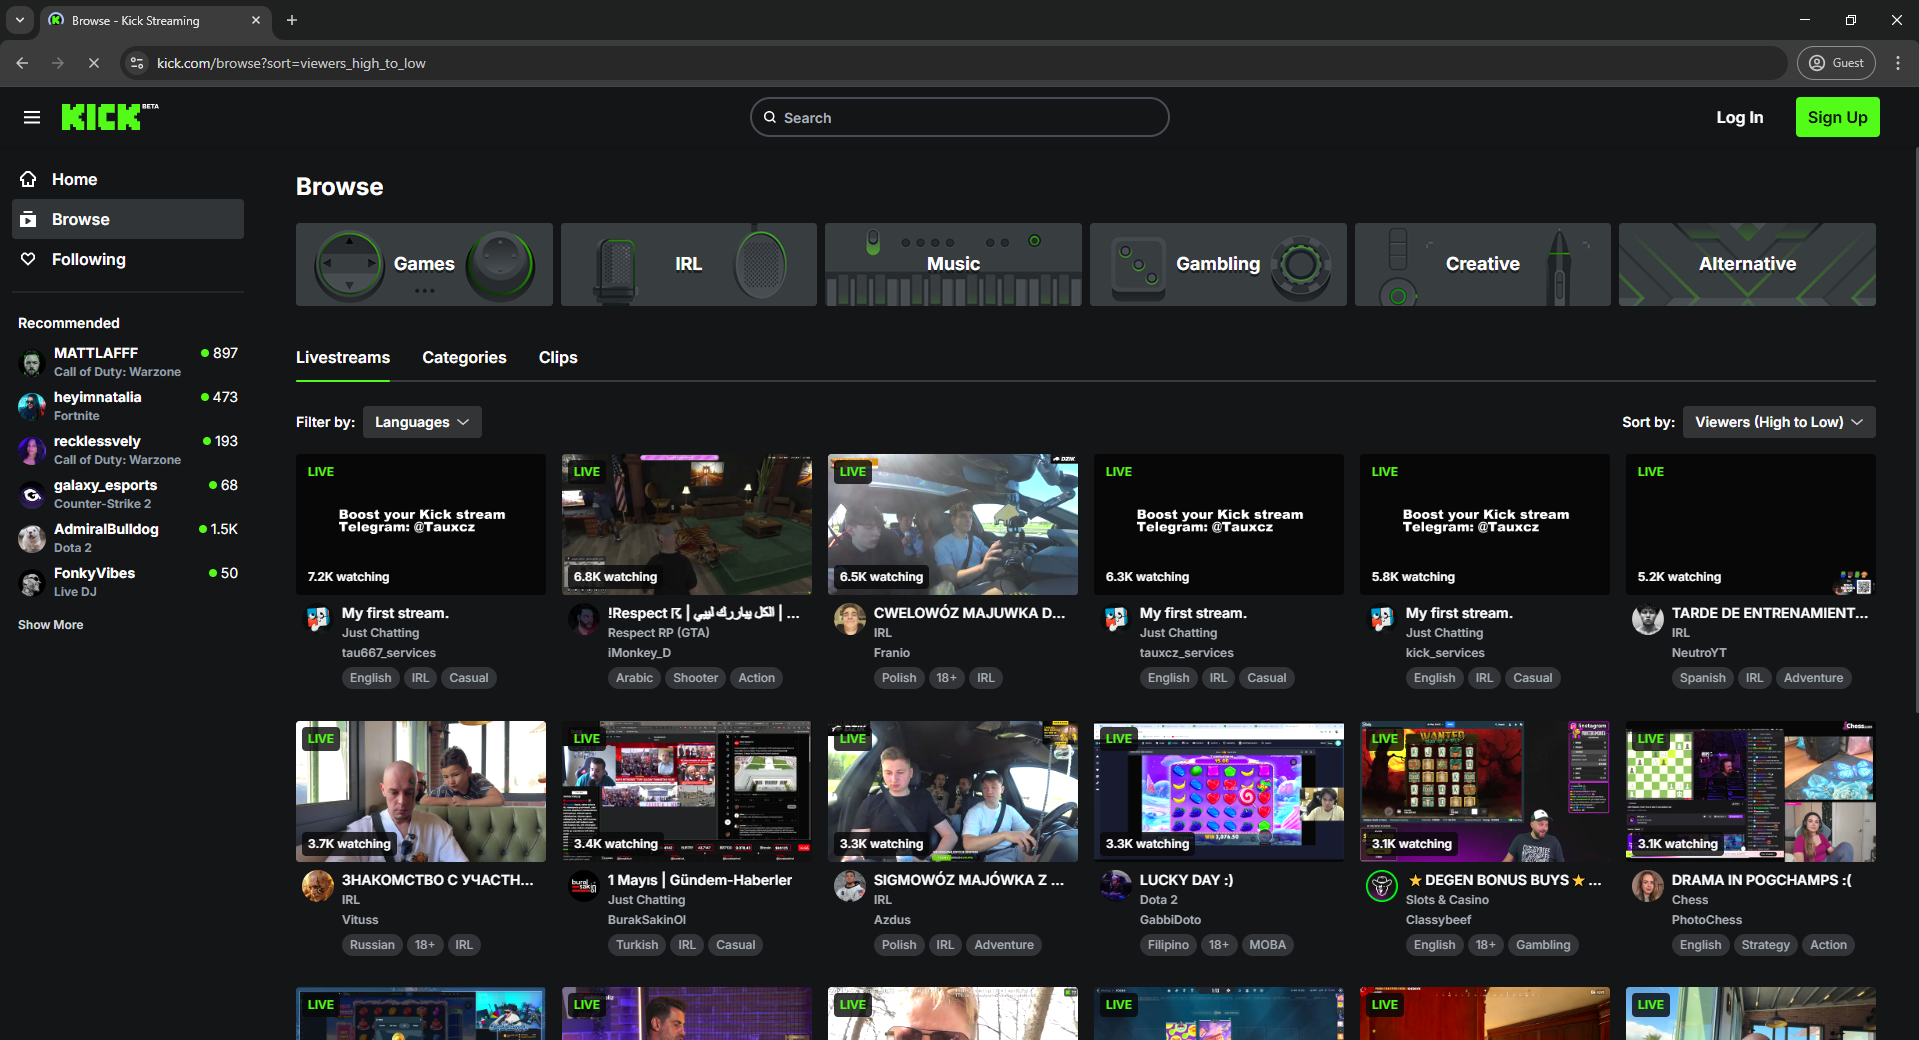 Browse - Kick Streaming
kick.com/browse?sort=viewers_high_to_low
Guest
KICK BETA
Search
Log In
Sign Up
Home
Browse
Following
Recommended
MATTLAFFF
897
Call of Duty: Warzone
heyimnatalia
473
Fortnite
recklessvely
193
Call of Duty: Warzone
galaxy_esports
68
Counter-Strike 2
AdmiralBulldog
1.5K
Dota 2
FonkyVibes
50
Live DJ
Show More
Browse
Games
IRL
Music
Gambling
Creative
Alternative
Livestreams
Categories
Clips
Filter by:
Languages
Sort by:
Viewers (High to Low)
LIVE
Boost your Kick stream
Telegram: @Tauxcz
7.2K watching
My first stream.
Just Chatting
tau667_services
English
IRL
Casual
LIVE
6.8K watching
!Respect
Respect RP (GTA)
iMonkey_D
Arabic
Shooter
Action
LIVE
DZIK
6.5K watching
CWELOWÓZ MAJUWKA D...
IRL
Franio
Polish
18+
IRL
LIVE
Boost your Kick stream
Telegram: @Tauxcz
6.3K watching
My first stream.
Just Chatting
tauxcz_services
English
IRL
Casual
LIVE
Boost your Kick stream
Telegram: @Tauxcz
5.8K watching
My first stream.
Just Chatting
kick_services
English
IRL
Casual
LIVE
5.2K watching
TARDE DE ENTRENAMIENT...
IRL
NeutroYT
Spanish
IRL
Adventure
LIVE
3.7K watching
ЗНАКОМСТВО С УЧАСТН...
IRL
Vituss
Russian
18+
IRL
LIVE
3.4K watching
1 Mayıs | Gündem-Haberler
Just Chatting
BurakSakinOl
Turkish
IRL
Casual
LIVE
3.3K watching
SIGMOWÓZ MAJÓWKA Z ...
IRL
Azdus
Polish
IRL
Adventure
LIVE
WIN 3,076.50
3.3K watching
LUCKY DAY :)
Dota 2
GabbiDoto
Filipino
18+
MOBA
LIVE
WANTED
Instagram
3.1K watching
★DEGEN BONUS BUYS★ ...
Slots & Casino
Classybeef
English
18+
Gambling
LIVE
Chess.com
3.1K watching
DRAMA IN POGCHAMPS :(
Chess
PhotoChess
English
Strategy
Action
LIVE
LIVE
LIVE
LIVE
LIVE
LIVE